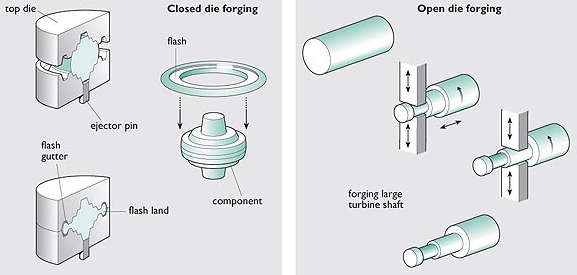 Closed die forging
top die
flash
ejector pin
flash
gutter
flash land
component
Open die forging
forging large
turbine shaft